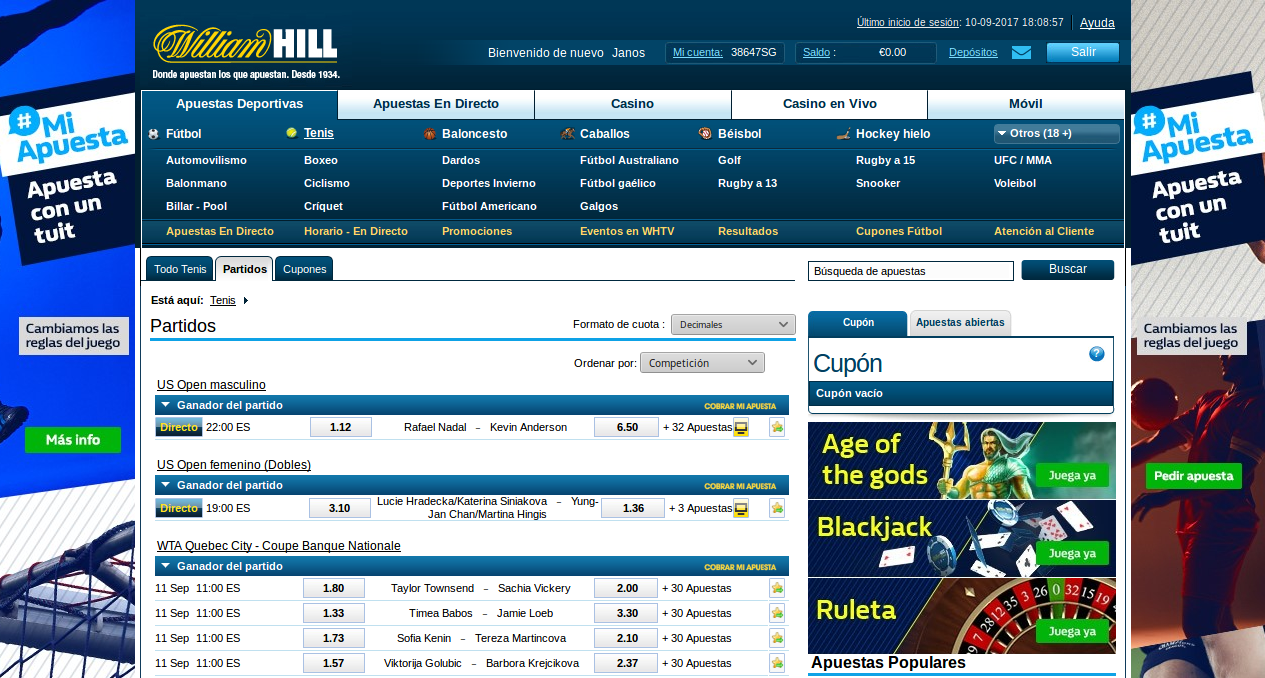 William HILL
Donde apuestan los que apuestan. Desde 1934.
Último inicio de sesión: 10-09-2017 18:08:57
Ayuda
Bienvenido de nuevo Janos
Mi cuenta: 38647SG
Saldo : €0.00
Depósitos
Salir
Apuestas Deportivas
Apuestas En Directo
Casino
Casino en Vivo
Móvil
Fútbol
Tenis
Baloncesto
Caballos
Béisbol
Hockey hielo
Otros (18 +)
Automovilismo
Boxeo
Dardos
Fútbol Australiano
Golf
Rugby a 15
UFC / MMA
Balonmano
Ciclismo
Deportes Invierno
Fútbol gaélico
Rugby a 13
Snooker
Voleibol
Billar - Pool
Críquet
Fútbol Americano
Galgos
Apuestas En Directo
Horario - En Directo
Promociones
Eventos en WHTV
Resultados
Cupones Fútbol
Atención al Cliente
#Mi
Apuesta
Apuesta
con un
tuit
Cambiamos las
reglas del juego
Más info
Todo Tenis
Partidos
Cupones
Búsqueda de apuestas
Buscar
Está aquí: Tenis
Partidos
Formato de cuota :
Decimales
Ordenar por:
Competición
US Open masculino
Ganador del partido
COBRAR MI APUESTA
Directo 22:00 ES 1.12 Rafael Nadal – Kevin Anderson 6.50 + 32 Apuestas
US Open femenino (Dobles)
Ganador del partido
COBRAR MI APUESTA
Directo 19:00 ES 3.10 Lucie Hradecka/Katerina Siniakova – Yung-
Jan Chan/Martina Hingis 1.36 + 3 Apuestas
WTA Quebec City - Coupe Banque Nationale
Ganador del partido
COBRAR MI APUESTA
11 Sep 11:00 ES 1.80 Taylor Townsend – Sachia Vickery 2.00 + 30 Apuestas
11 Sep 11:00 ES 1.33 Timea Babos – Jamie Loeb 3.30 + 30 Apuestas
11 Sep 11:00 ES 1.73 Sofia Kenin – Tereza Martincova 2.10 + 30 Apuestas
11 Sep 11:00 ES 1.57 Viktorija Golubic – Barbora Krejcikova 2.37 + 30 Apuestas
Cupón
Apuestas abiertas
Cupón
?
Cupón vacío
Age of
the gods
Juega ya
Blackjack
Juega ya
Ruleta
7 28 12 35 3 26 0 32 15 19
Juega ya
Apuestas Populares
#Mi
Apuesta
Apuesta
con un
tuit
Cambiamos las
reglas del juego
Pedir apuesta